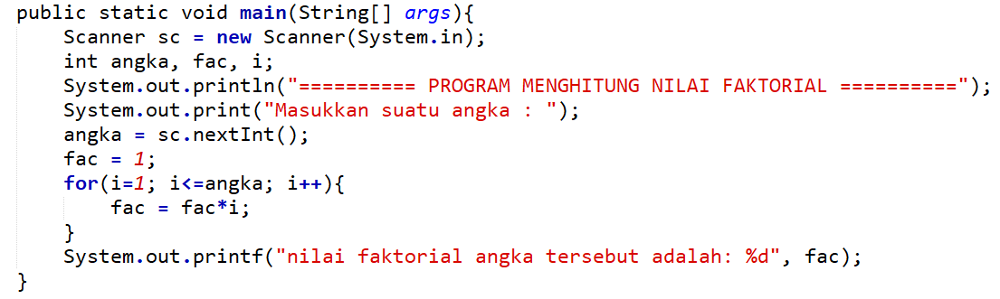 public static void main(String[] args){
    Scanner sc = new Scanner(System.in);
    int angka, fac, i;
    System.out.println("========== PROGRAM MENGHITUNG NILAI FAKTORIAL ==========");
    System.out.print("Masukkan suatu angka : ");
    angka = sc.nextInt();
    fac = 1;
    for(i=1; i<=angka; i++){
        fac = fac*i;
    }
    System.out.printf("nilai faktorial angka tersebut adalah: %d", fac);
}